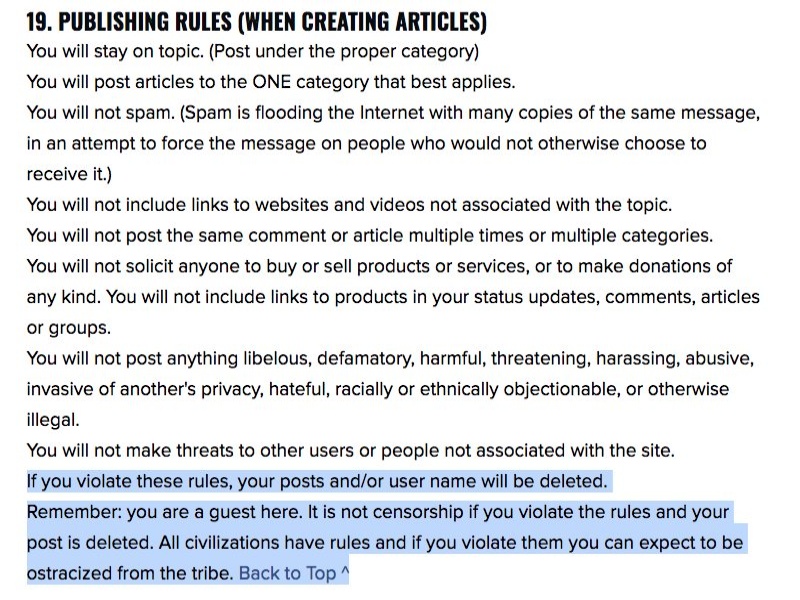 19. PUBLISHING RULES (WHEN CREATING ARTICLES)
You will stay on topic. (Post under the proper category)
You will post articles to the ONE category that best applies.
You will not spam. (Spam is flooding the Internet with many copies of the same message,
in an attempt to force the message on people who would not otherwise choose to
receive it.)
You will not include links to websites and videos not associated with the topic.
You will not post the same comment or article multiple times or multiple categories.
You will not solicit anyone to buy or sell products or services, or to make donations of
any kind. You will not include links to products in your status updates, comments, articles
or groups.
You will not post anything libelous, defamatory, harmful, threatening, harassing, abusive,
invasive of another's privacy, hateful, racially or ethnically objectionable, or otherwise
illegal.
You will not make threats to other users or people not associated with the site.
If you violate these rules, your posts and/or user name will be deleted.
Remember: you are a guest here. It is not censorship if you violate the rules and your
post is deleted. All civilizations have rules and if you violate them you can expect to be
ostracized from the tribe. Back to Top ^